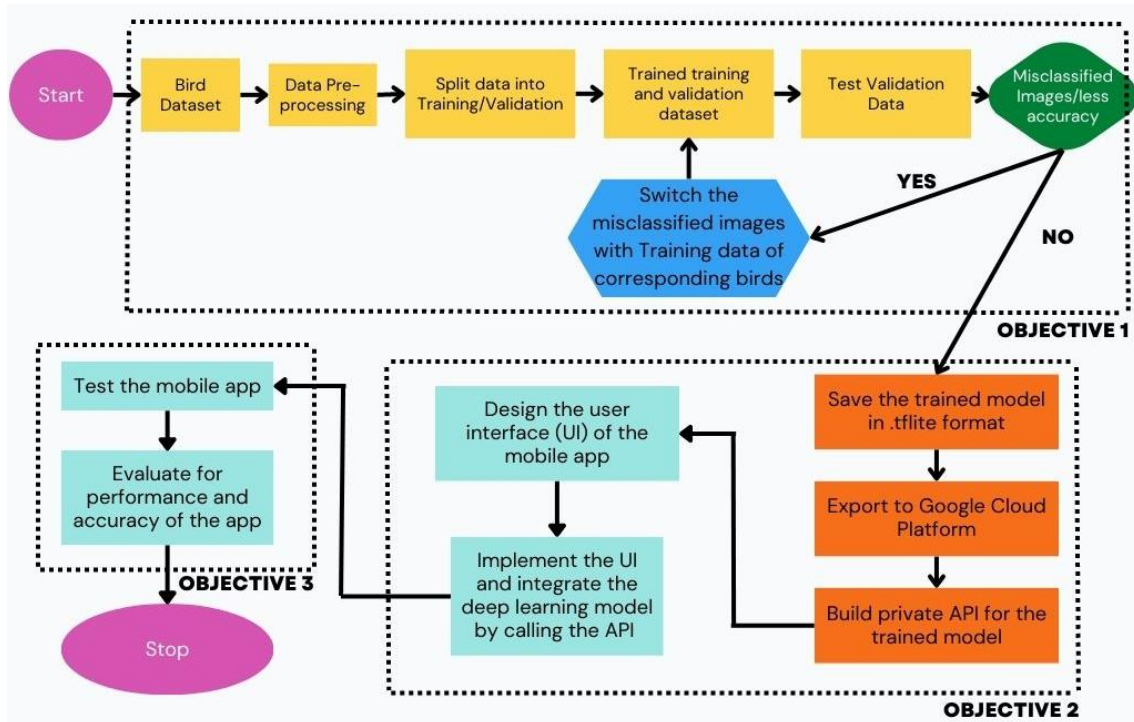 Start
Bird
Dataset
Data Pre-
processing
Split data into
Training/Validation
Trained training
and validation
dataset
Test Validation
Data
Misclassified
Images/less
accuracy
YES
NO
Switch the
misclassified images
with Training data of
corresponding birds
OBJECTIVE 1
Save the trained model
in .tflite format
Export to Google Cloud
Platform
Build private API for the
trained model
Design the user
interface (UI) of the
mobile app
Implement the UI
and integrate the
deep learning model
by calling the API
OBJECTIVE 2
Test the mobile app
Evaluate for
performance and
accuracy of the app
OBJECTIVE 3
Stop